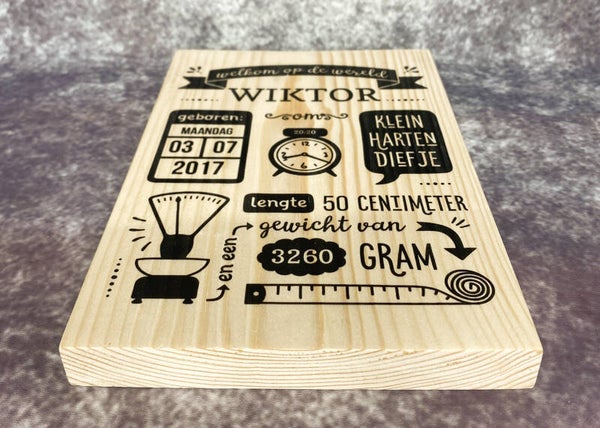 welkom op de wereld
WIKTOR
geboren:
MAANDAG
03 07
2017
om
20:20
12
KLEIN
HARTEN
DIEFJE
lengte 50 CENTIMETER
en een gewicht van
3260 GRAM